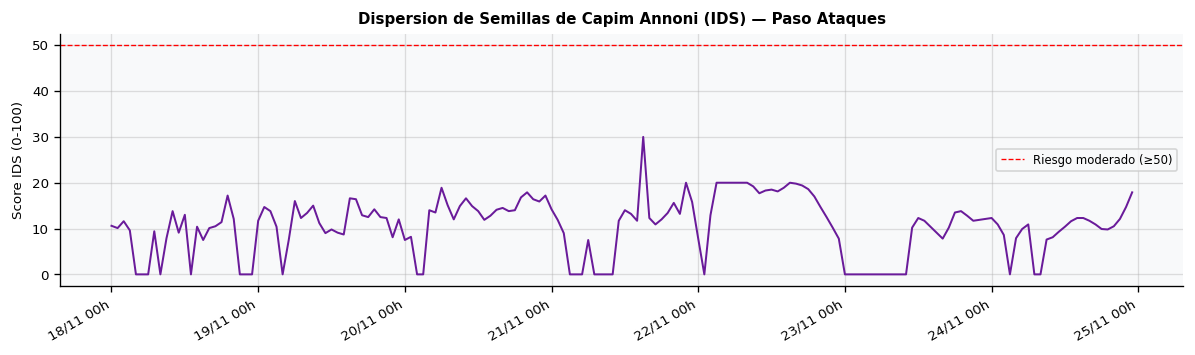 Dispersion de Semillas de Capim Annoni (IDS) — Paso Ataques
Score IDS (0-100)
50
40
30
20
10
0
Riesgo moderado (≥50)
18/11 00h
19/11 00h
20/11 00h
21/11 00h
22/11 00h
23/11 00h
24/11 00h
25/11 00h